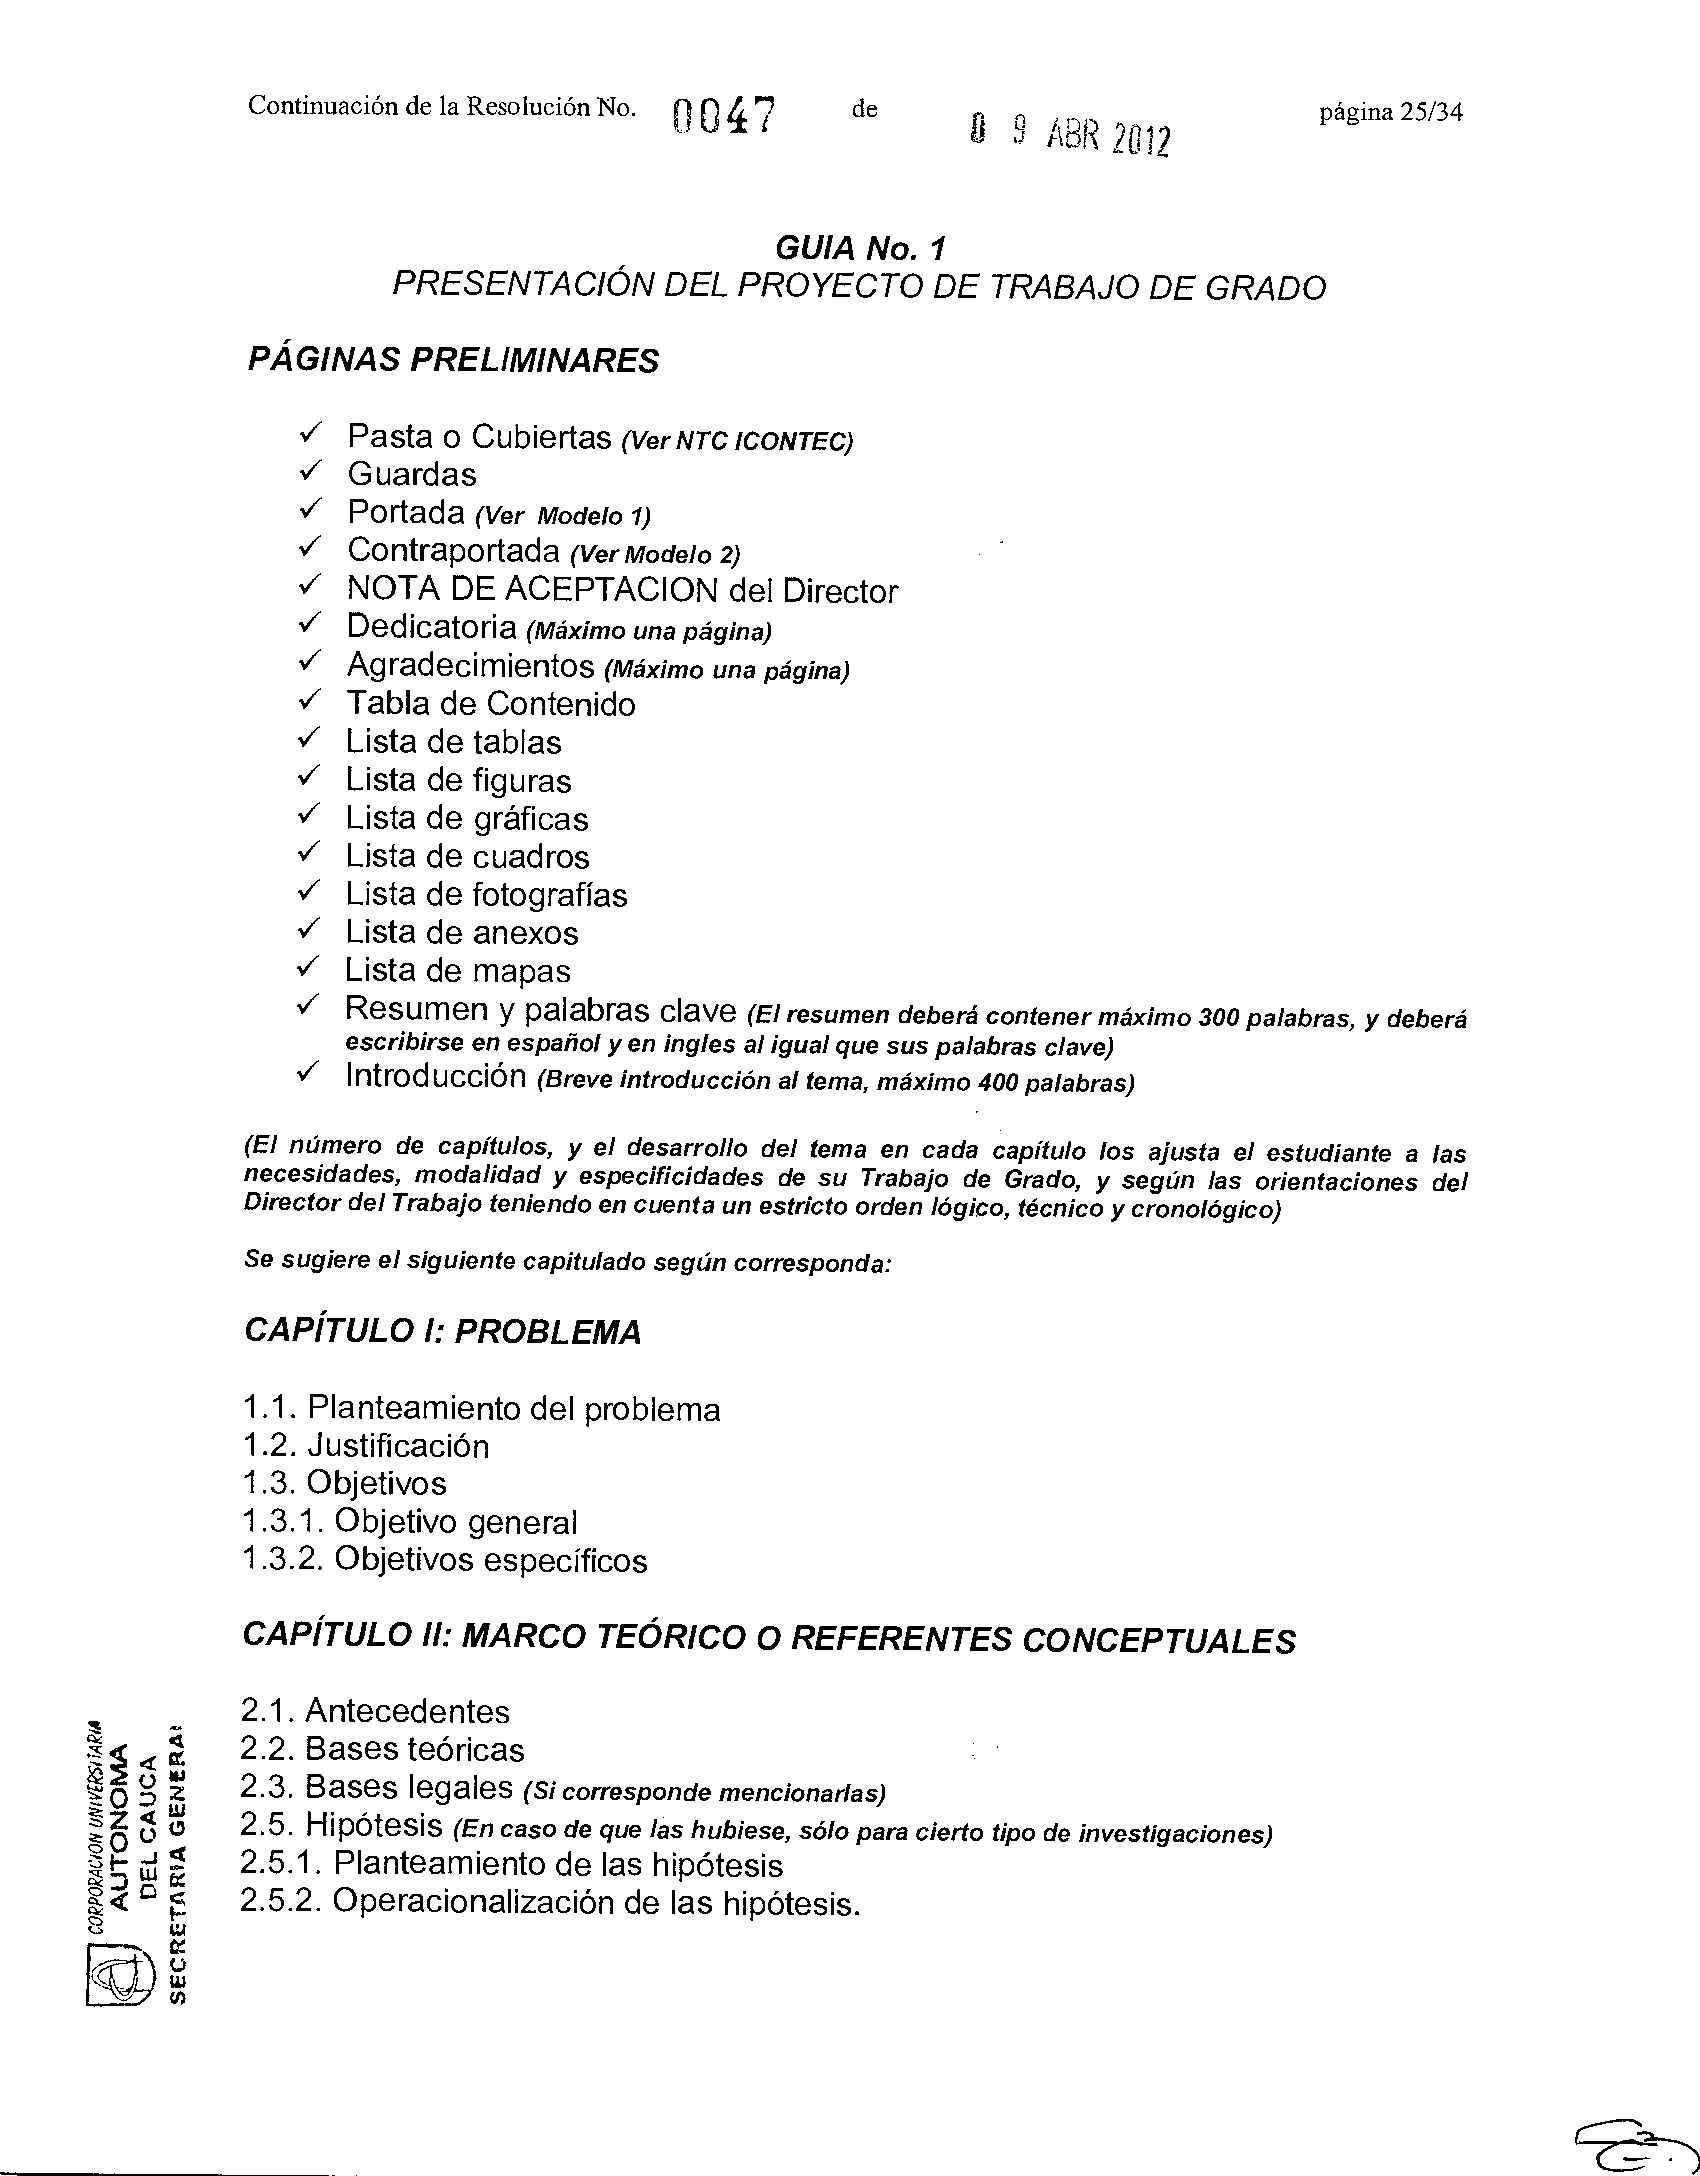 Continuación de la Resolución No. 0047 de 09 ABR 2012 página 25/34
GUIA No. 1
PRESENTACIÓN DEL PROYECTO DE TRABAJO DE GRADO
PÁGINAS PRELIMINARES
✓ Pasta o Cubiertas (Ver NTC ICONTEC)
✓ Guardas
✓ Portada (Ver Modelo 1)
✓ Contraportada (Ver Modelo 2)
✓ NOTA DE ACEPTACION del Director
✓ Dedicatoria (Máximo una página)
✓ Agradecimientos (Máximo una página)
✓ Tabla de Contenido
✓ Lista de tablas
✓ Lista de figuras
✓ Lista de gráficas
✓ Lista de cuadros
✓ Lista de fotografías
✓ Lista de anexos
✓ Lista de mapas
✓ Resumen y palabras clave (El resumen deberá contener máximo 300 palabras, y deberá
escribirse en español y en ingles al igual que sus palabras clave)
✓ Introducción (Breve introducción al tema, máximo 400 palabras)
(El número de capítulos, y el desarrollo del tema en cada capítulo los ajusta el estudiante a las
necesidades, modalidad y especificidades de su Trabajo de Grado, y según las orientaciones del
Director del Trabajo teniendo en cuenta un estricto orden lógico, técnico y cronológico)
Se sugiere el siguiente capitulado según corresponda:
CAPÍTULO I: PROBLEMA
1.1. Planteamiento del problema
1.2. Justificación
1.3. Objetivos
1.3.1. Objetivo general
1.3.2. Objetivos específicos
CAPÍTULO II: MARCO TEÓRICO O REFERENTES CONCEPTUALES
2.1. Antecedentes
2.2. Bases teóricas
2.3. Bases legales (Si corresponde mencionarlas)
2.5. Hipótesis (En caso de que las hubiese, sólo para cierto tipo de investigaciones)
2.5.1. Planteamiento de las hipótesis
2.5.2. Operacionalización de las hipótesis.
CORPORACION UNIVERSITARIA
AUTONOMA
DEL CAUCA
SECRETARIA GENERAL